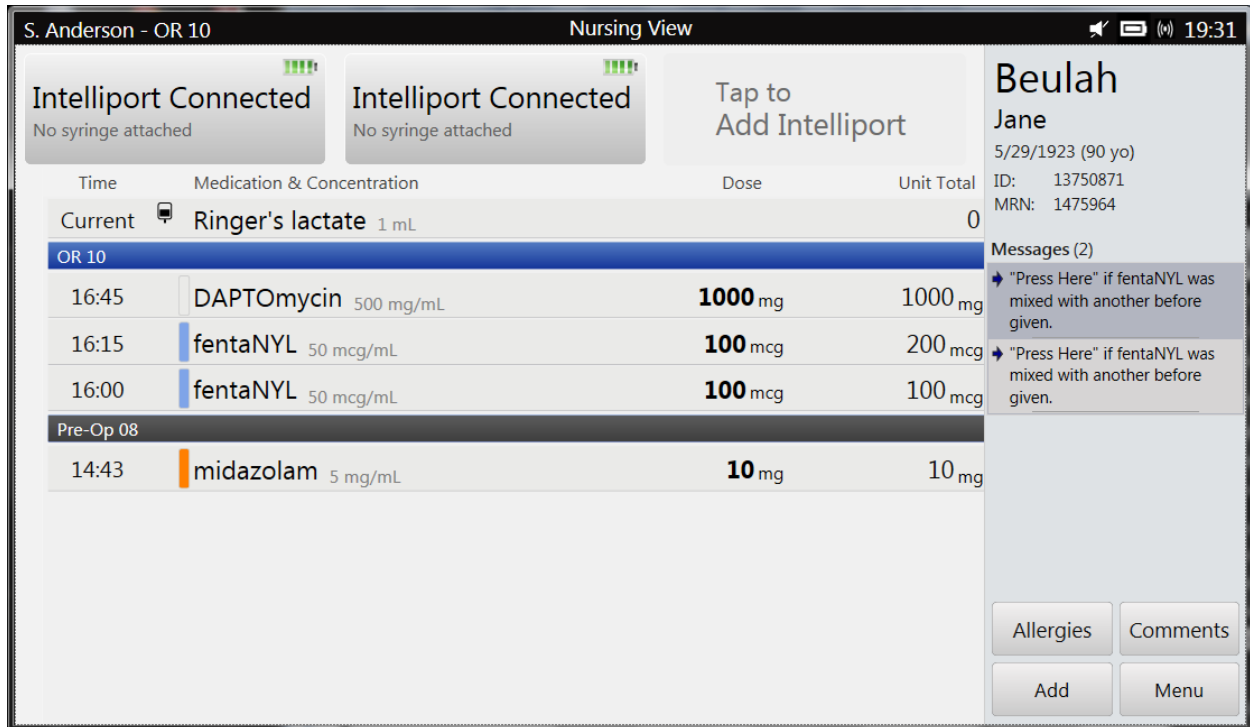 S. Anderson - OR 10 Nursing View 19:31
Intelliport Connected
No syringe attached
Intelliport Connected
No syringe attached
Tap to
Add Intelliport
Time Medication & Concentration Dose Unit Total
Current Ringer's lactate 1 mL 0
OR 10
16:45 DAPTOmycin 500 mg/mL 1000 mg 1000 mg
16:15 fentaNYL 50 mcg/mL 100 mcg 200 mcg
16:00 fentaNYL 50 mcg/mL 100 mcg 100 mcg
Pre-Op 08
14:43 midazolam 5 mg/mL 10 mg 10 mg
Beulah
Jane
5/29/1923 (90 yo)
ID: 13750871
MRN: 1475964
Messages (2)
"Press Here" if fentaNYL was
mixed with another before
given.
"Press Here" if fentaNYL was
mixed with another before
given.
Allergies Comments
Add Menu